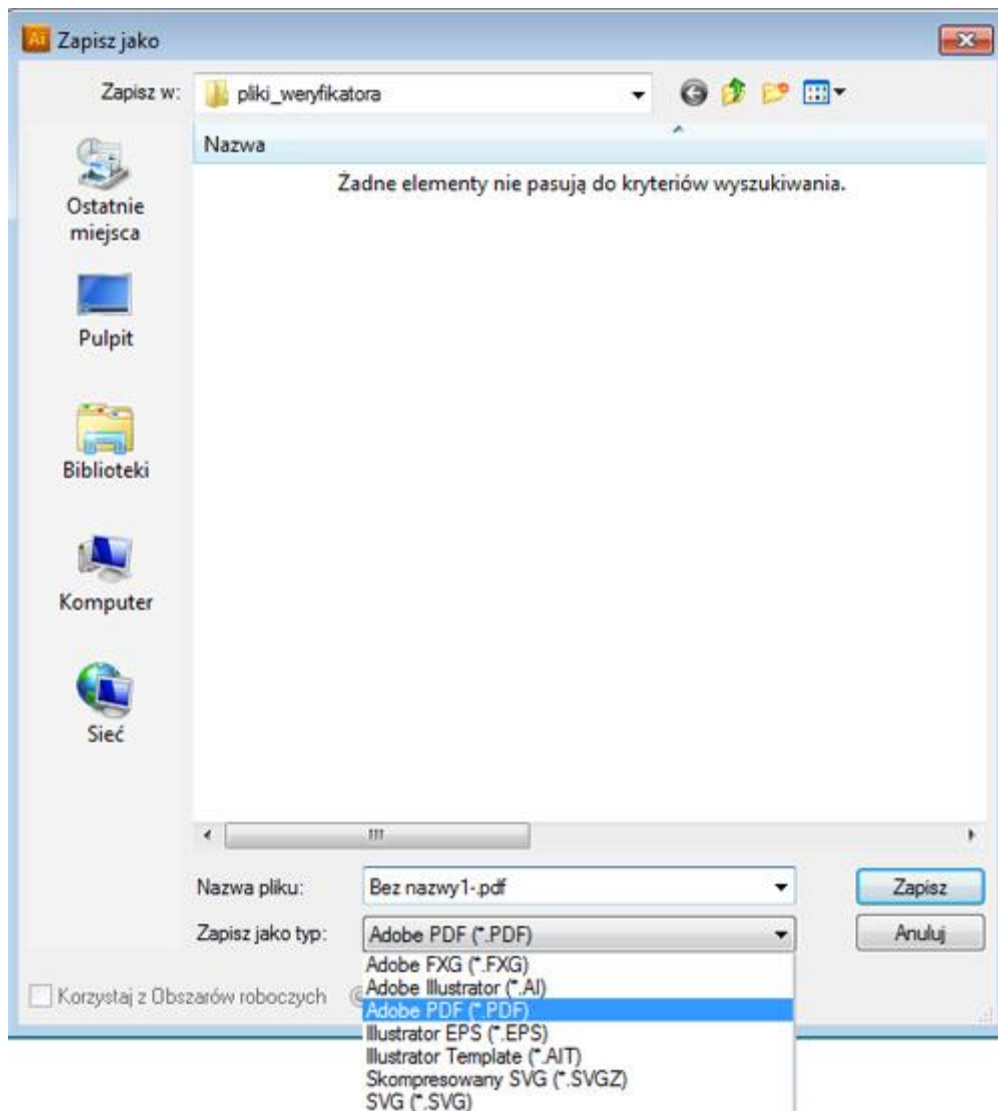 Ai Zapisz jako
Zapisz w: pliki_weryfikatora
Nazwa
Żadne elementy nie pasują do kryteriów wyszukiwania.
Ostatnie
miejsca
Pulpit
Biblioteki
Komputer
Sieć
Nazwa pliku: Bez nazwy1-.pdf Zapisz
Zapisz jako typ: Adobe PDF (*.PDF) Anuluj
Adobe FXG (*.FXG)
Adobe Illustrator (*.AI)
Korzystaj z Obszarów roboczych
Adobe PDF (*.PDF)
Illustrator EPS (*.EPS)
Illustrator Template (*.AIT)
Skompresowany SVG (*.SVGZ)
SVG (*.SVG)